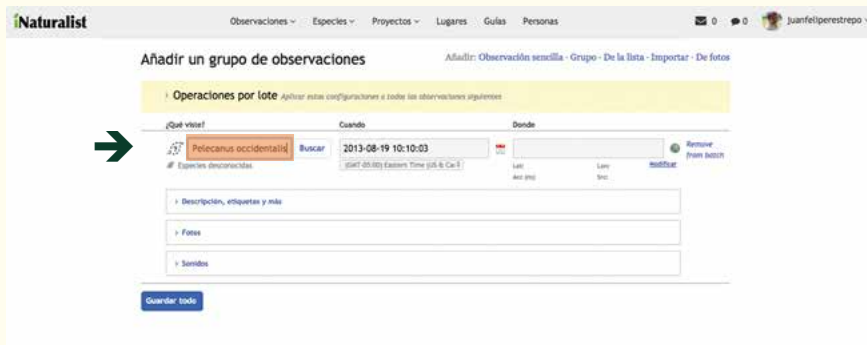 iNaturalist Observaciones Especies Proyectos Lugares Guías Personas 0 0 juanfeliperestrepo
Añadir un grupo de observaciones Añadir: Observación sencilla · Grupo · De la lista · Importar · De fotos
Operaciones por lote Aplicar estas configuraciones a todas las observaciones siguientes
¿Qué viste? Cuando Donde
Pelecanus occidentalis Buscar 2013-08-19 10:10:03 Remove from batch
Especies desconocidas (GMT-05:00) Eastern Time (US & Ca Lat: Lon: Modificar
Acc (m):
Descripción, etiquetas y más
Fotos
Sonidos
Guardar todo